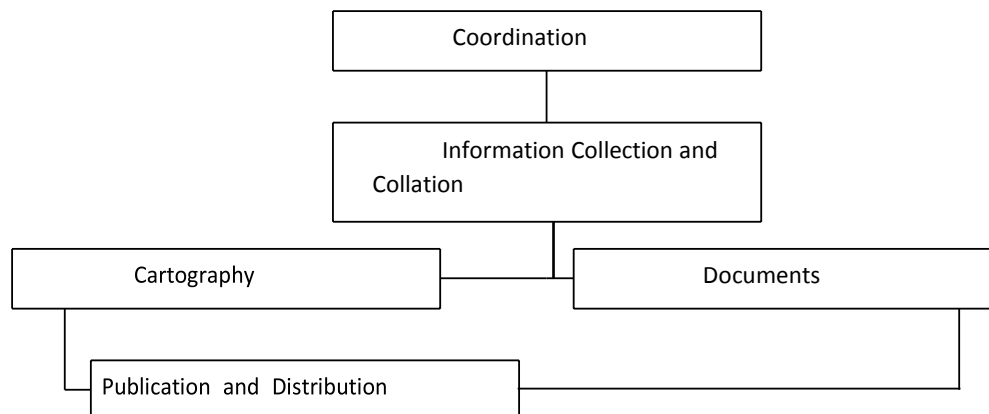 Coordination
Information Collection and
Collation
Cartography
Documents
Publication and Distribution